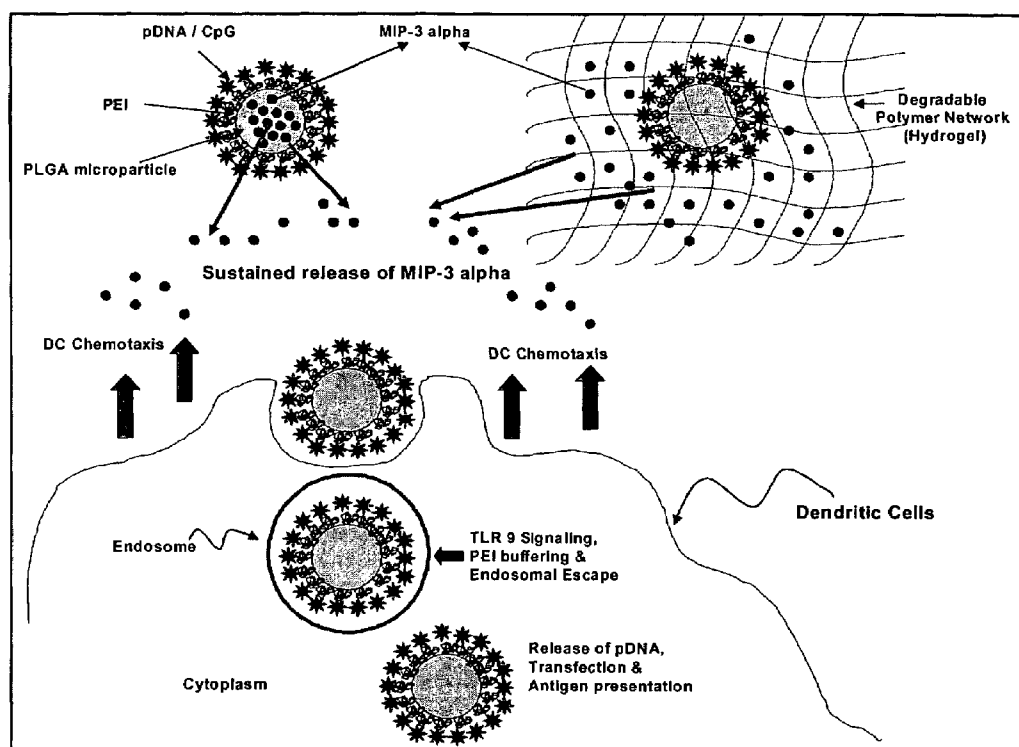 pDNA / CpG
MIP-3 alpha
PEI
Degradable
Polymer Network
(Hydrogel)
PLGA microparticle
Sustained release of MIP-3 alpha
DC Chemotaxis
DC Chemotaxis
Dendritic Cells
Endosome
TLR 9 Signaling,
PEI buffering &
Endosomal Escape
Release of pDNA,
Transfection &
Antigen presentation
Cytoplasm